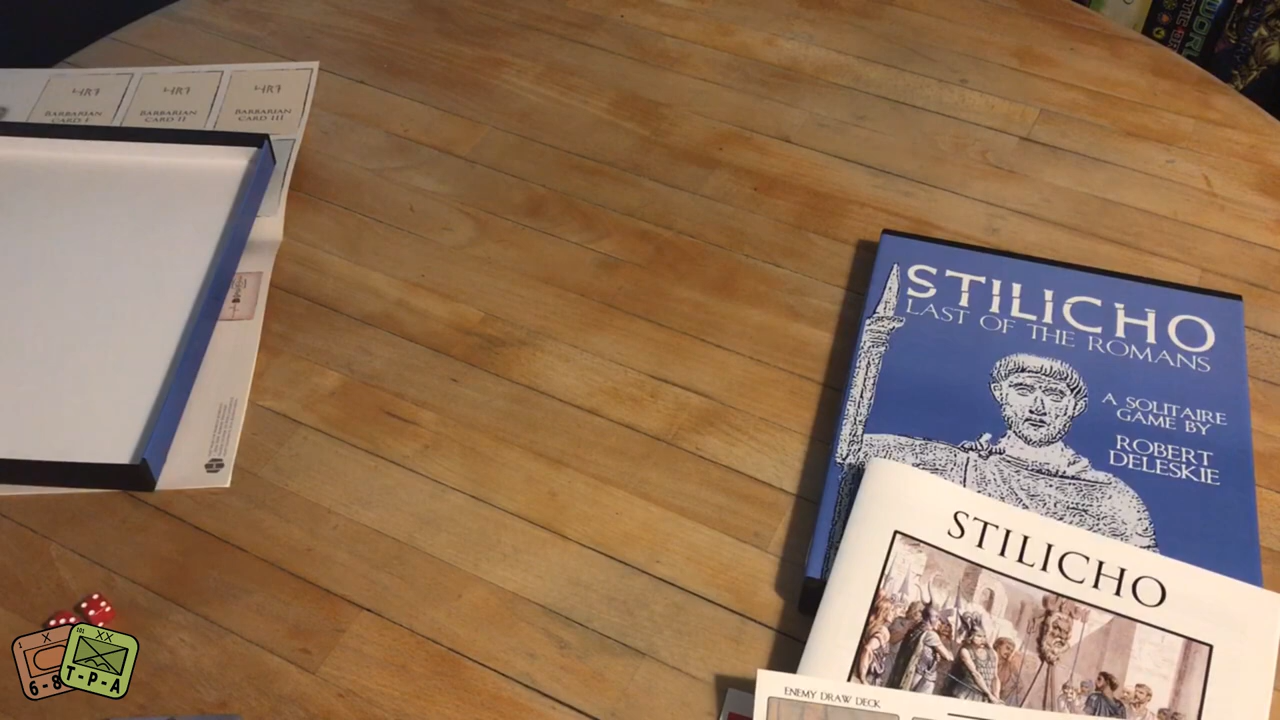 BARBARIAN
CARD I
BARBARIAN
CARD II
BARBARIAN
CARD III
STILICHO
LAST OF THE ROMANS
A SOLITAIRE
GAME BY
ROBERT
DELESKIE
STILICHO
ENEMY DRAW DECK
X
6-8
XX
T-P-A